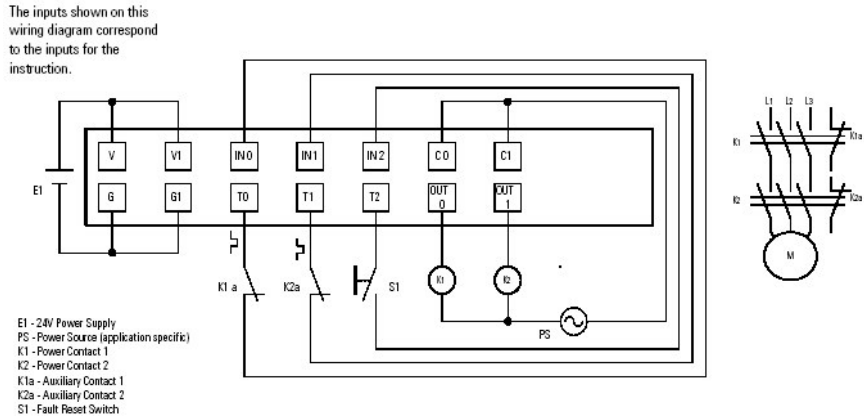 The inputs shown on this
wiring diagram correspond
to the inputs for the
instruction.
V V1 IN0 IN1 IN2 C0 C1
G G1 T0 T1 T2 OUT 0 OUT 1
E1
K1 a K2a S1 K1 K2
PS
L1 L2 L3
K1 K1a
K2 K2a
M
E1 - 24V Power Supply
PS - Power Source (application specific)
K1 - Power Contact 1
K2 - Power Contact 2
K1a - Auxiliary Contact 1
K2a - Auxiliary Contact 2
S1 - Fault Reset Switch